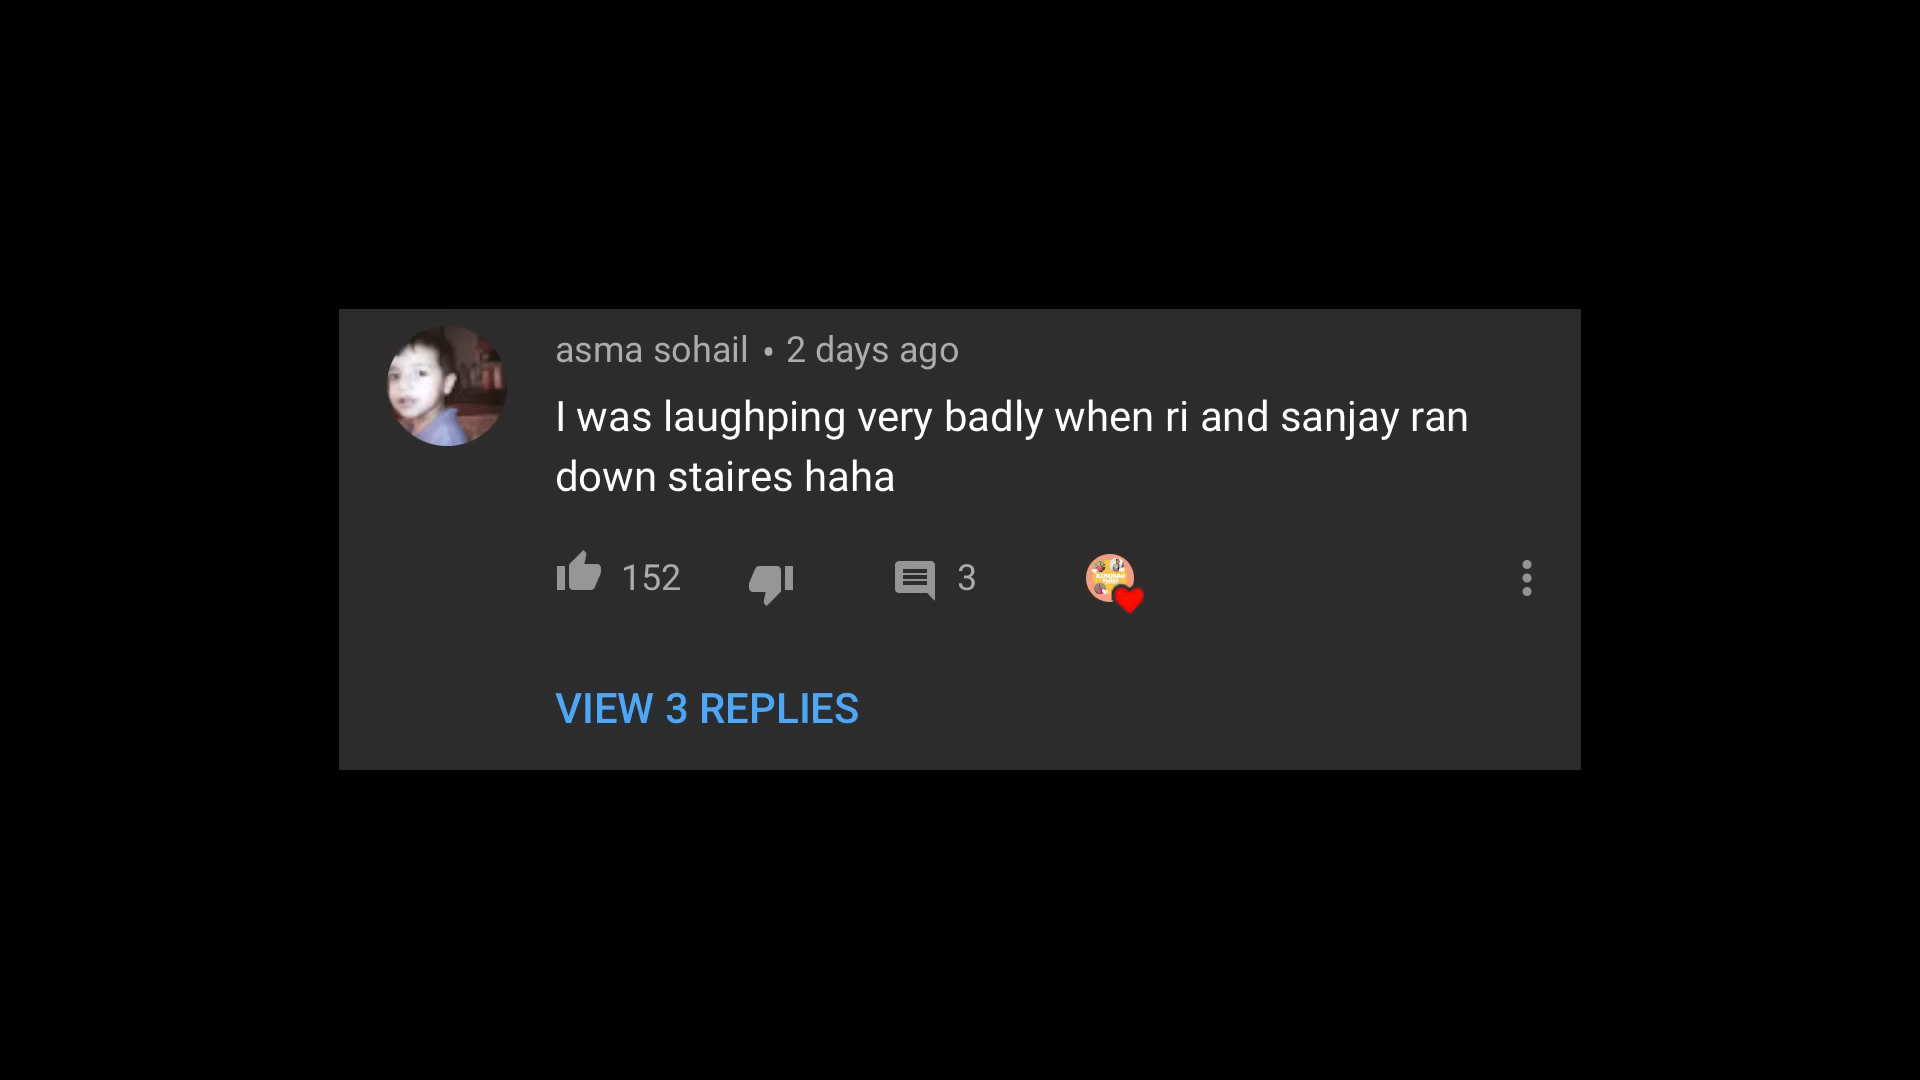 asma sohail • 2 days ago
I was laughping very badly when ri and sanjay ran
down staires haha
152
3
VIEW 3 REPLIES